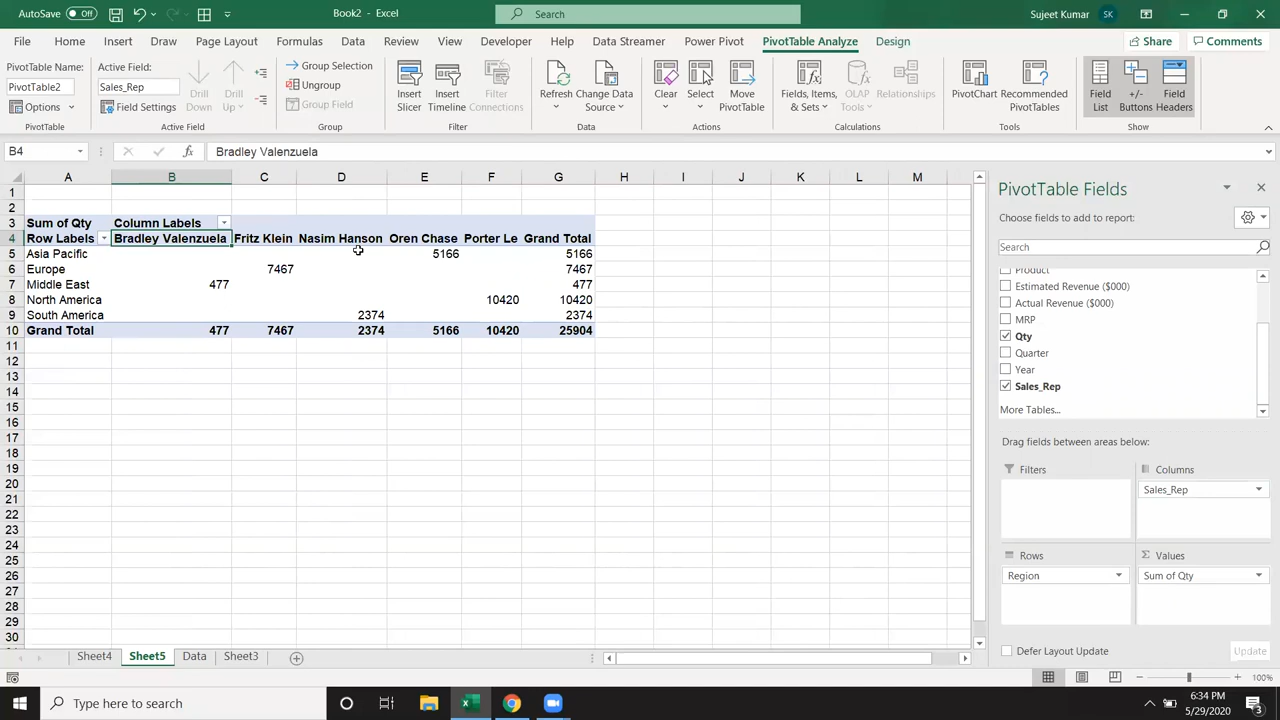 AutoSave Off Book2 - Excel Search Sujeet Kumar SK
File Home Insert Draw Page Layout Formulas Data Review View Developer Help Data Streamer Power Pivot PivotTable Analyze Design Share Comments
PivotTable Name:
PivotTable2
Options
PivotTable
Active Field:
Sales_Rep
Field Settings
Drill Down
Drill Up
Active Field
Group Selection
Ungroup
Group Field
Group
Insert Slicer
Insert Timeline
Filter Connections
Filter
Refresh
Change Data Source
Data
Clear
Select
Move PivotTable
Actions
Fields, Items, & Sets
OLAP Tools
Relationships
Calculations
PivotChart
Recommended PivotTables
Tools
Field List
+/- Buttons
Field Headers
Show
B4 fx Bradley Valenzuela
A B C D E F G H I J K L M
1
2
3 Sum of Qty Column Labels
4 Row Labels Bradley Valenzuela Fritz Klein Nasim Hanson Oren Chase Porter Le Grand Total
5 Asia Pacific 5166 5166
6 Europe 7467 7467
7 Middle East 477 477
8 North America 10420 10420
9 South America 2374 2374
10 Grand Total 477 7467 2374 5166 10420 25904
11
12
13
14
15
16
17
18
19
20
21
22
23
24
25
26
27
28
29
30
PivotTable Fields
Choose fields to add to report:
Search
Product
Estimated Revenue ($000)
Actual Revenue ($000)
MRP
Qty
Quarter
Year
Sales_Rep
More Tables...
Drag fields between areas below:
Filters
Columns
Sales_Rep
Rows
Region
Values
Sum of Qty
Defer Layout Update Update
Sheet4 Sheet5 Data Sheet3
100%
Type here to search
6:34 PM
5/29/2020
3